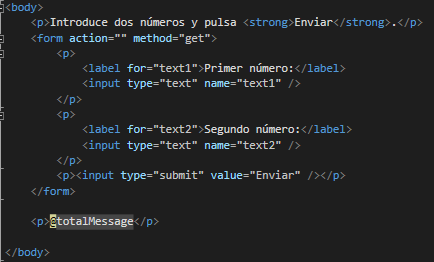 <body>
<p>Introduce dos números y pulsa <strong>Enviar</strong>.</p>
<form action="" method="get">
<p>
<label for="text1">Primer número:</label>
<input type="text" name="text1" />
</p>
<p>
<label for="text2">Segundo número:</label>
<input type="text" name="text2" />
</p>
<p><input type="submit" value="Enviar" /></p>
</form>
<p>@totalMessage</p>
</body>